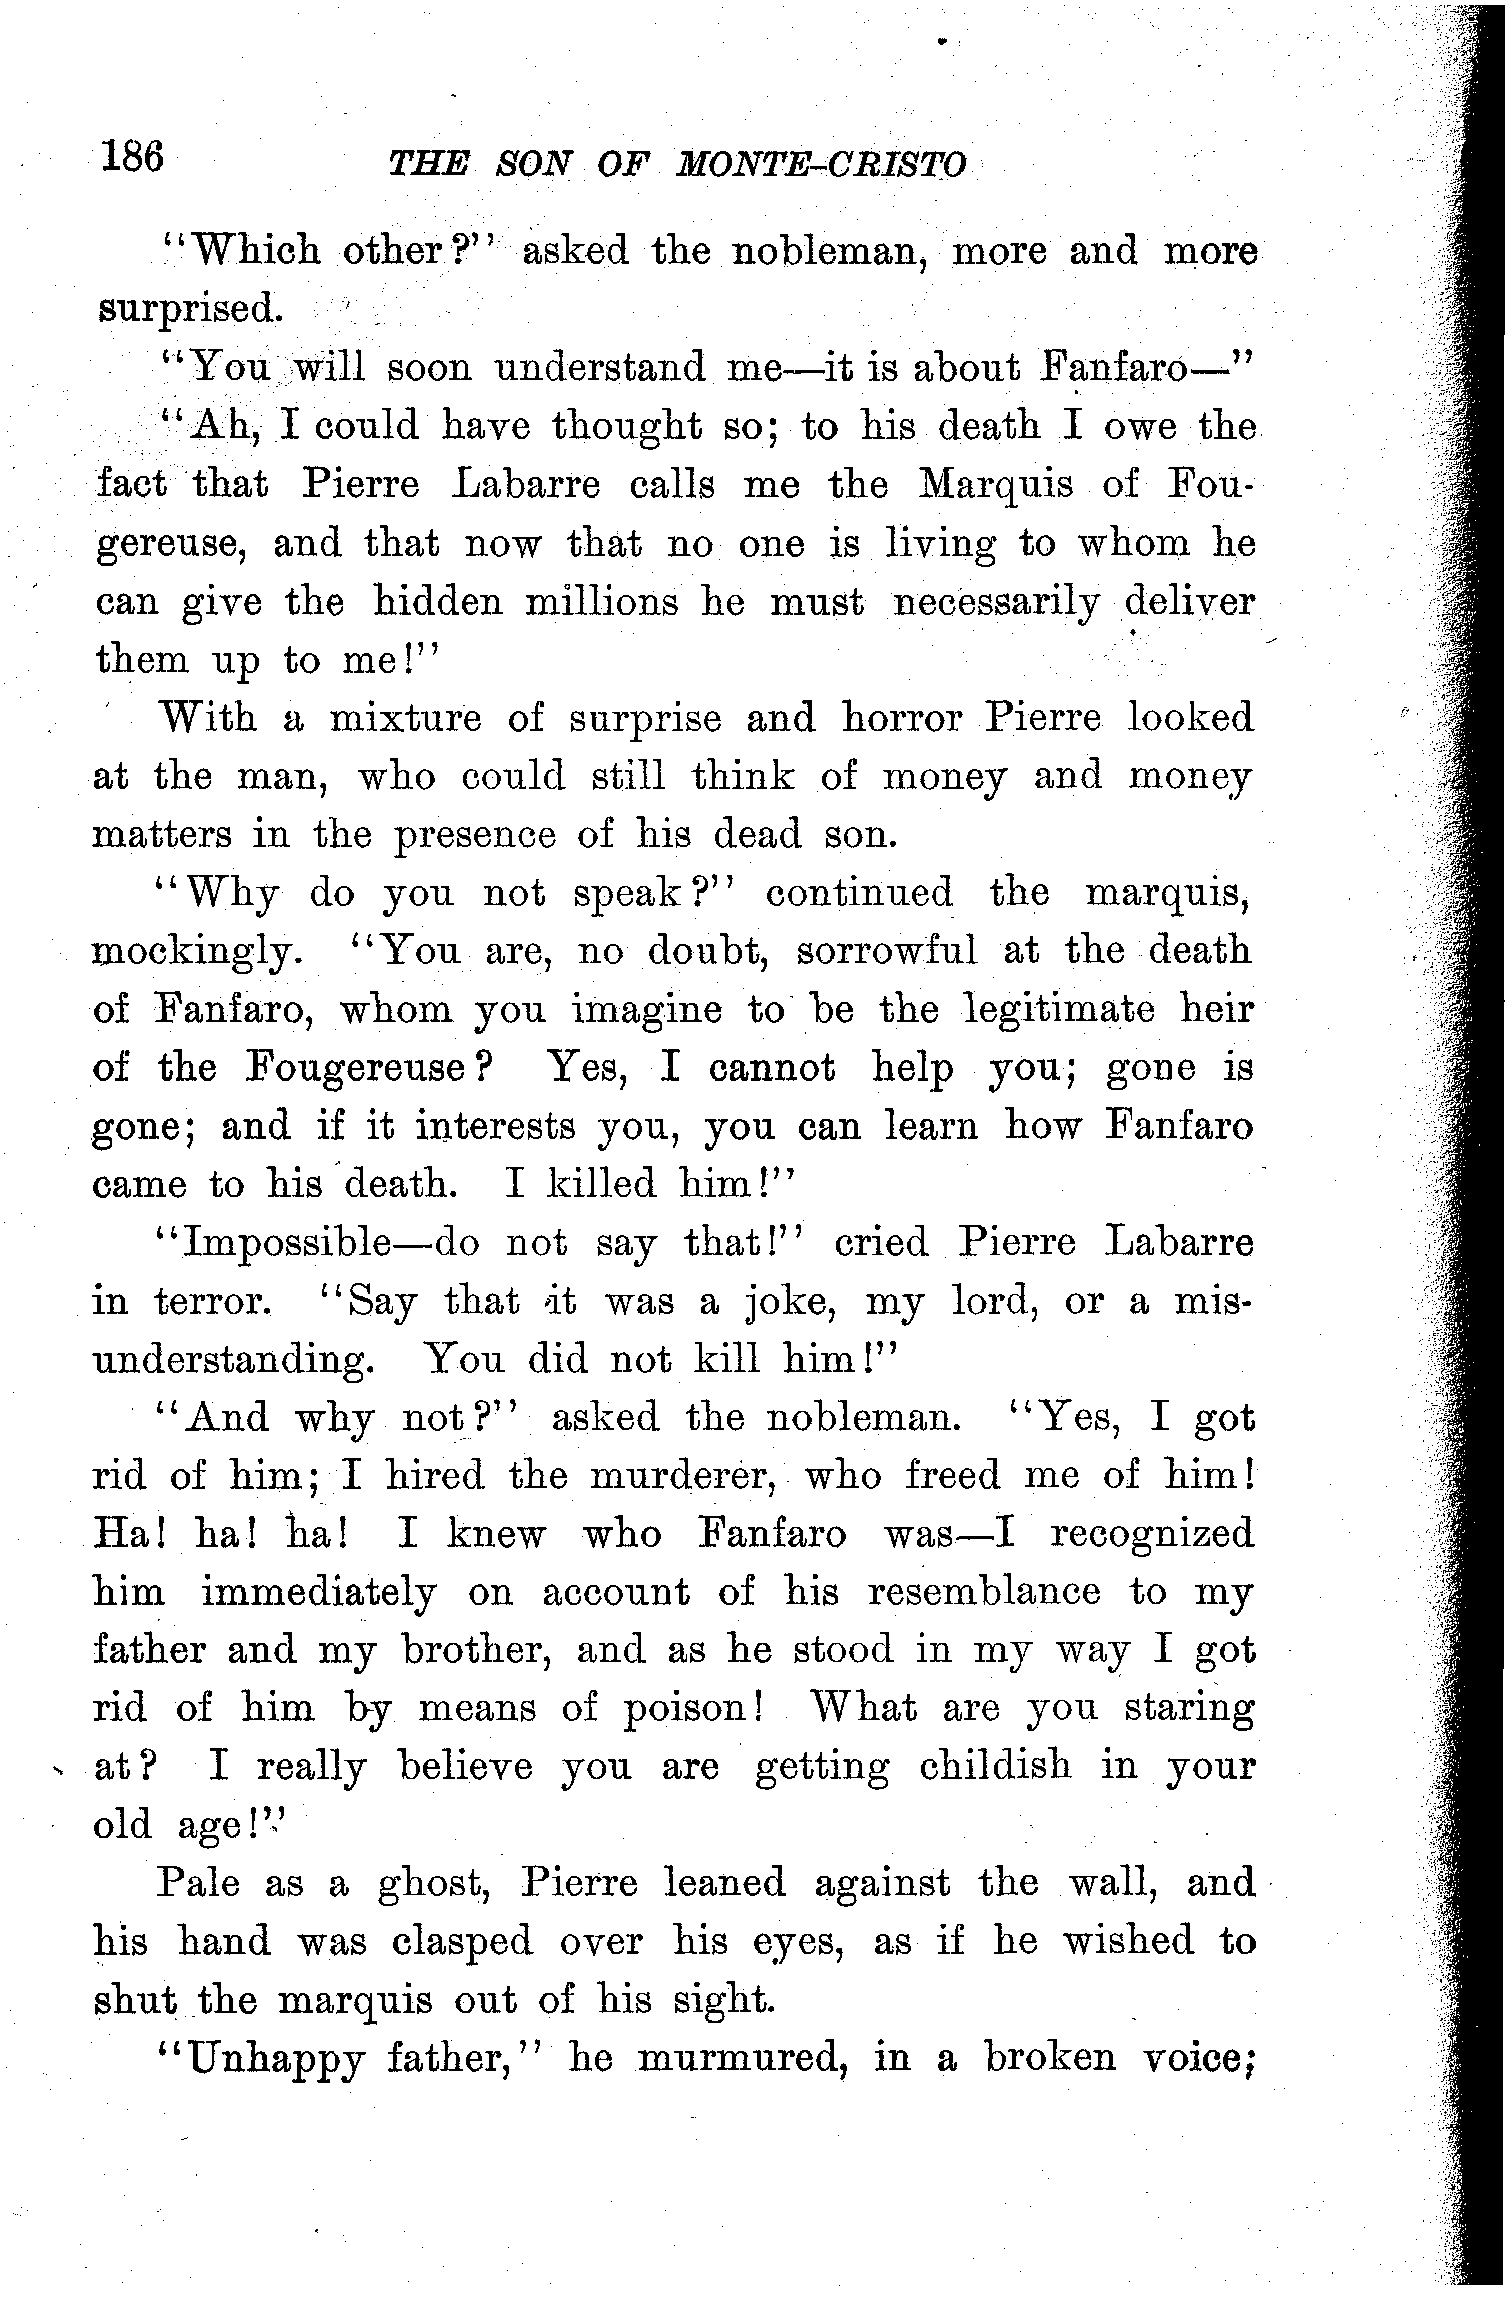 186 THE SON OF MONTE-CRISTO
"Which other?" asked the nobleman, more and more
surprised.
"You will soon understand me—it is about Fanfaro—"
"Ah, I could have thought so; to his death I owe the
fact that Pierre Labarre calls me the Marquis of Fou-
gereuse, and that now that no one is living to whom he
can give the hidden millions he must necessarily deliver
them up to me!"
With a mixture of surprise and horror Pierre looked
at the man, who could still think of money and money
matters in the presence of his dead son.
"Why do you not speak?" continued the marquis,
mockingly. "You are, no doubt, sorrowful at the death
of Fanfaro, whom you imagine to be the legitimate heir
of the Fougereuse? Yes, I cannot help you; gone is
gone; and if it interests you, you can learn how Fanfaro
came to his death. I killed him!"
"Impossible—do not say that!" cried Pierre Labarre
in terror. "Say that it was a joke, my lord, or a mis-
understanding. You did not kill him!"
"And why not?" asked the nobleman. "Yes, I got
rid of him; I hired the murderer, who freed me of him!
Ha! ha! ha! I knew who Fanfaro was—I recognized
him immediately on account of his resemblance to my
father and my brother, and as he stood in my way I got
rid of him by means of poison! What are you staring
at? I really believe you are getting childish in your
old age!"
Pale as a ghost, Pierre leaned against the wall, and
his hand was clasped over his eyes, as if he wished to
shut the marquis out of his sight.
"Unhappy father," he murmured, in a broken voice;